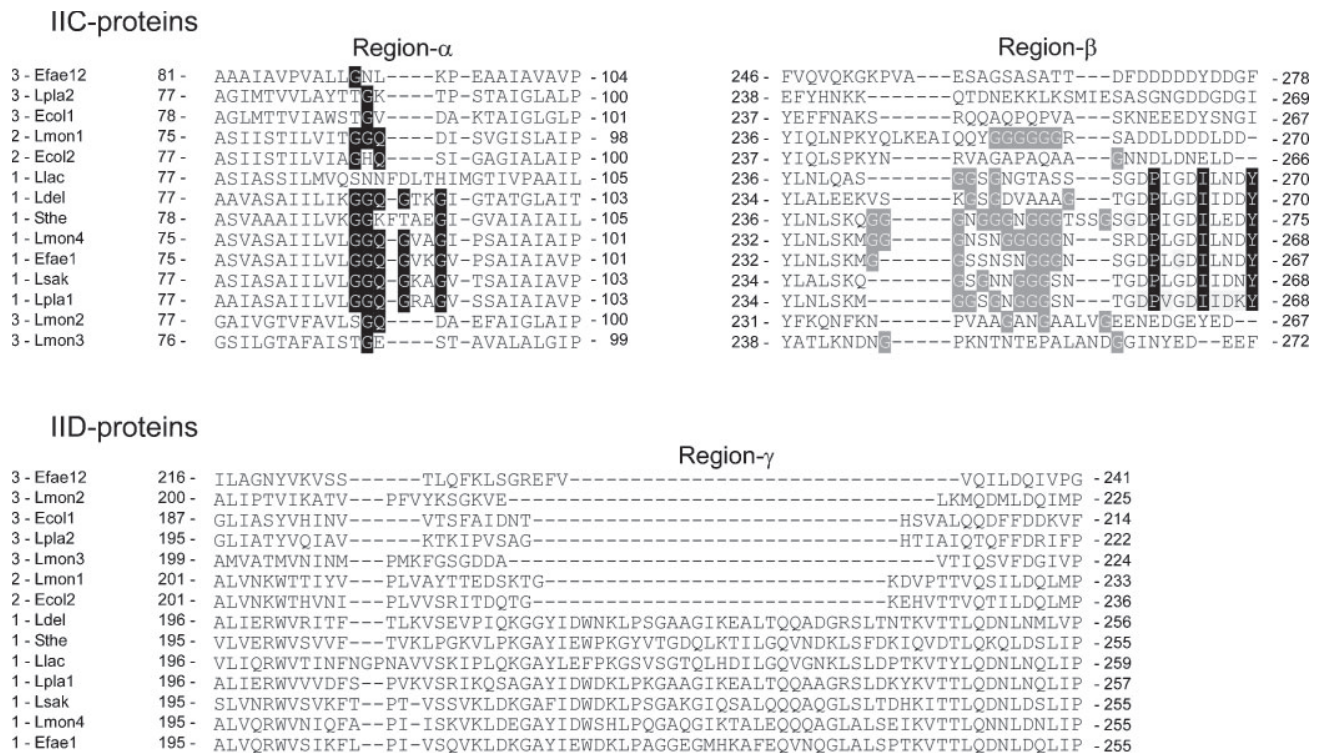 IIC-proteins
Region-α Region-β
3 - Efae12 81 - AAAIAVPVALLGNL----KP-EAAIAVAVP - 104 246 - FVQVQKGKPVA---ESAGSASATT---DFDDDDDYDDGF - 278
3 - Lpla2 77 - AGIMTVVLAYTTGK----TP-STAIGLALP - 100 238 - EFYHNKK-------QTDNEKKLKSMIESASGNGDDGDGI - 269
3 - Ecol1 78 - AGLMTTVIAWSTGV----DA-KTAIGLGLP - 101 237 - YEFFNAKS------RQQAQPQPVA---SKNEEEDYSNGI - 267
2 - Lmon1 75 - ASIISTILVITGGQ----DI-SVGISLAIP - 98 236 - YIQLNPKYQLKEAIQQYGGGGGGR---SADDLDDDLDD- - 270
2 - Ecol2 77 - ASIISTILVIAGHQ----SI-GAGIALAIP - 100 237 - YIQLSPKYN-----RVAGAPAQAA---GNNDLDNELD-- - 266
1 - Llac 77 - ASIASSILMVQSNNFDLTHIMGTIVPAAIL - 105 236 - YLNLQAS-------GGSGNGTASS---SGDPIGDILNDY - 270
1 - Ldel 77 - ASVASAIILIKGGQ-GTKGI-GTATGLAIT - 103 234 - YLALEEKVS-----KGSGDVAAAG---TGDPLGDIIDDY - 270
1 - Sthe 78 - ASVAAAIILVKGGKFTAEGI-GVAIAIAIL - 105 236 - YLNLSKQGG-----GNGGGNGGGTSSGSGDPIGDILEDY - 275
1 - Lmon4 75 - ASVASAIILVLGGQ-GVAGI-PSAIAIAIP - 101 232 - YLNLSKMGG-----GNSNGGGGGN---SRDPLGDILNDY - 268
1 - Efae1 75 - ASVASAIILVLGGQ-GVKGV-PSAIAVAIP - 101 232 - YLNLSKMG------GSSNSNGGGN---SGDPLGDILNDY - 267
1 - Lsak 77 - ASIASAIILVLGGQ-GKAGV-TSAIAIAVP - 103 234 - YLALSKQ-------GSGNNGGGSN---TGDPIGDIIDNY - 268
1 - Lpla1 77 - AAIASAIILVLGGQ-GRAGV-SSAIAIAVP - 103 234 - YLNLSKM-------GGSGNGGGSN---TGDPVGDIIDKY - 268
3 - Lmon2 77 - GAIVGTVFAVLSGQ----DA-EFAIGLAIP - 100 231 - YFKQNFKN------PVAAGANGAALVGEENEDGEYED-- - 267
3 - Lmon3 76 - GSILGTAFAISTGE----ST-AVALALGIP - 99 238 - YATLKNDNG-----PKNTNTEPALANDGGINYED--EEF - 272
IID-proteins
Region-γ
3 - Efae12 216 - ILAGNYVKVSS------TLQFKLSGREFV---------------------------------VQILDQIVPG - 241
3 - Lmon2 200 - ALIPTVIKATV---PFVYKSGKVE------------------------------------LKMQDMLDQIMP - 225
3 - Ecol1 187 - GLIASYVHINV------VTSFAIDNT-------------------------------HSVALQQDFFDDKVF - 214
3 - Lpla2 195 - GLIATYVQIAV------KTKIPVSAG-------------------------------HTIAIQTQFFDRIFP - 222
3 - Lmon3 199 - AMVATMVNINM---PMKFGSGDDA------------------------------------VTIQSVFDGIVP - 224
2 - Lmon1 201 - ALVNKWTTIYV---PLVAYTTEDSKTG-----------------------------KDVPTTVQSILDQLMP - 233
2 - Ecol2 201 - ALVNKWTHVNI---PLVVSRITDQTG------------------------------KEHVTTVQTILDQLMP - 236
1 - Ldel 196 - ALIERWVRITF---TLKVSEVPIQKGGYIDWNKLPSGAAGIKEALTQQADGRSLTNTKVTTLQDNLNMLVP - 256
1 - Sthe 195 - VLVERWVSVVF---TVKLPGKVLPKGAYIEWPKGYVTGDQLKTILGQVNDKLSFDKIQVDTLQKQLDSLIP - 255
1 - Llac 196 - VLIQRWVTINFNGPNAVVSKIPLQKGAYLEFPKGSVSGTQLHDILGQVGNKLSLDPTKVTYLQDNLNQLIP - 259
1 - Lpla1 196 - ALIERWVVVDFS--PVKVSRIKQSAGAYIDWDKLPKGAAGIKEALTQQAAGRSLDKYKVTTLQDNLNQLIP - 257
1 - Lsak 195 - SLVNRWVSVKFT--PT-VSSVKLDKGAFIDWDKLPSGAKGIQSALQQQAQGLSLTDHKITTLQDNLDSLIP - 255
1 - Lmon4 195 - ALVQRWVNIQFA--PI-ISKVKLDKGAYIDWSHLPQGAQGIKTALEQQQAGLALSEIKVTTLQNNLDNLIP - 255
1 - Efae1 195 - ALVQRWVSIKFL--PI-VSQVKLDKGAYIEWDKLPAGGEGMHKAFEQVNQGLALSPTKVTTLQDNLDQLIP - 255